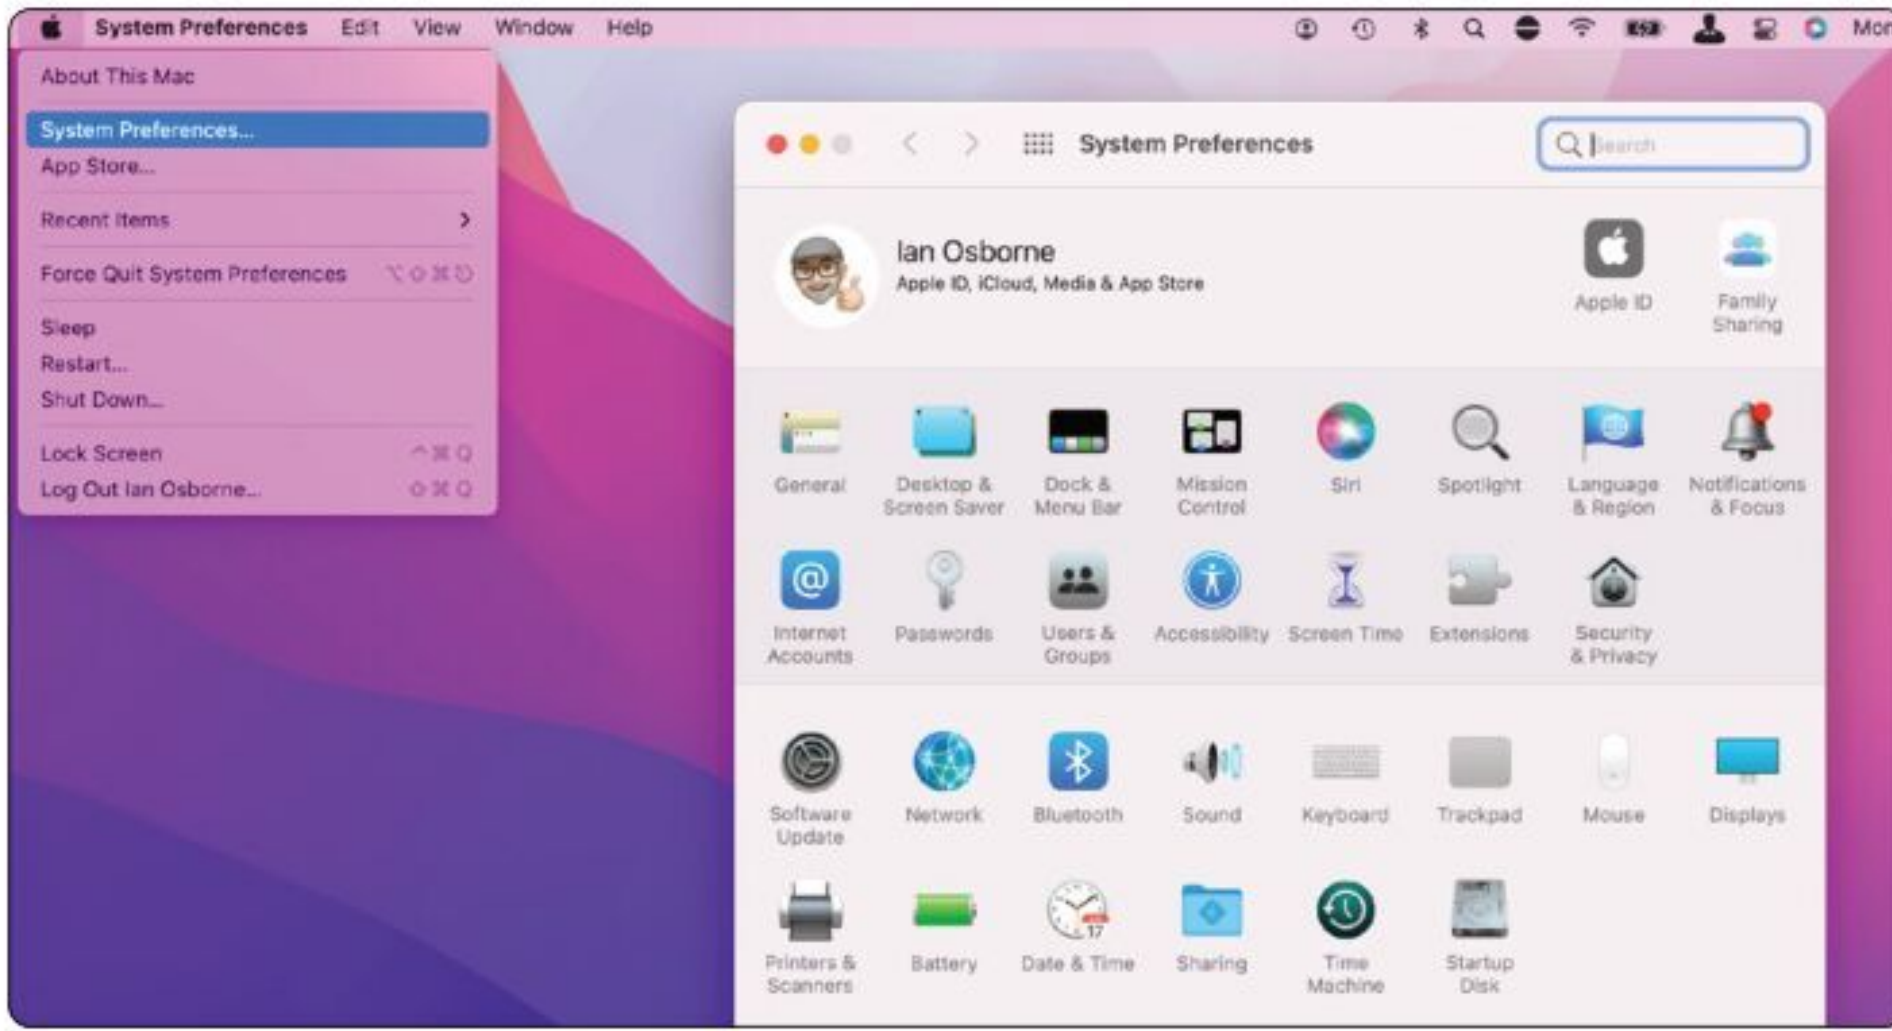 System Preferences Edit View Window Help Mon
About This Mac
System Preferences...
App Store...
Recent Items
Force Quit System Preferences
Sleep
Restart...
Shut Down...
Lock Screen ^⌘Q
Log Out Ian Osborne... ⇧⌘Q
System Preferences
Search
Ian Osborne
Apple ID, iCloud, Media & App Store
Apple ID
Family
Sharing
General
Desktop &
Screen Saver
Dock &
Menu Bar
Mission
Control
Siri
Spotlight
Language
& Region
Notifications
& Focus
Internet
Accounts
Passwords
Users &
Groups
Accessibility
Screen Time
Extensions
Security
& Privacy
Software
Update
Network
Bluetooth
Sound
Keyboard
Trackpad
Mouse
Displays
Printers &
Scanners
Battery
17
Date & Time
Sharing
Time
Machine
Startup
Disk